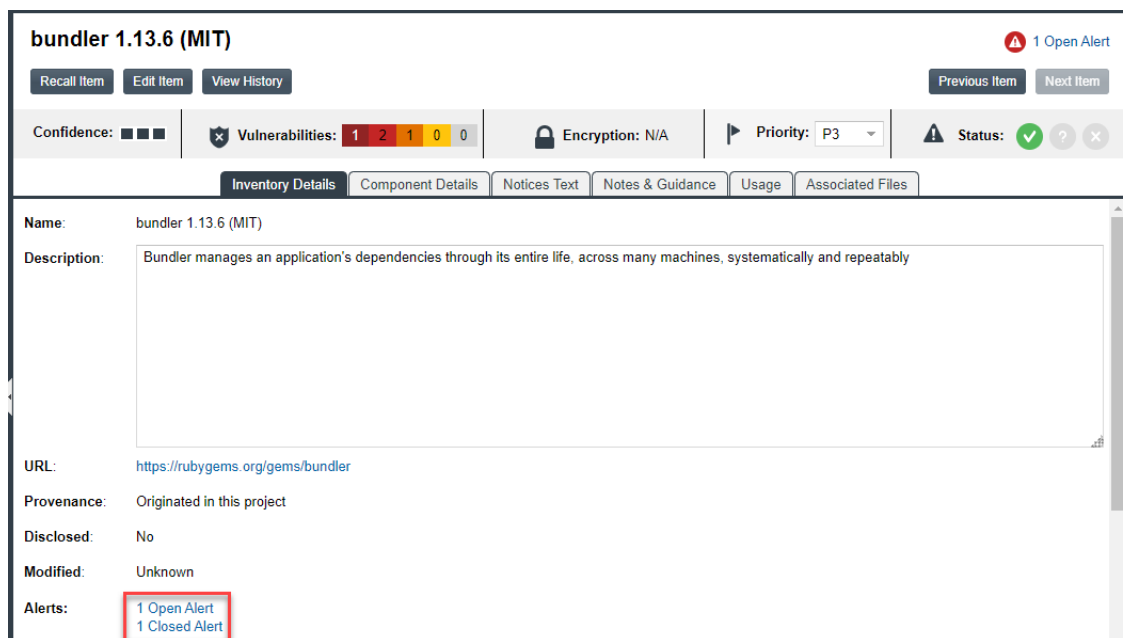 bundler 1.13.6 (MIT)
1 Open Alert
Recall Item Edit Item View History Previous Item Next Item
Confidence: Vulnerabilities: 1 2 1 0 0 Encryption: N/A Priority: P3 Status: ?
Inventory Details Component Details Notices Text Notes & Guidance Usage Associated Files
Name: bundler 1.13.6 (MIT)
Description: Bundler manages an application's dependencies through its entire life, across many machines, systematically and repeatably
URL: https://rubygems.org/gems/bundler
Provenance: Originated in this project
Disclosed: No
Modified: Unknown
Alerts: 1 Open Alert
1 Closed Alert